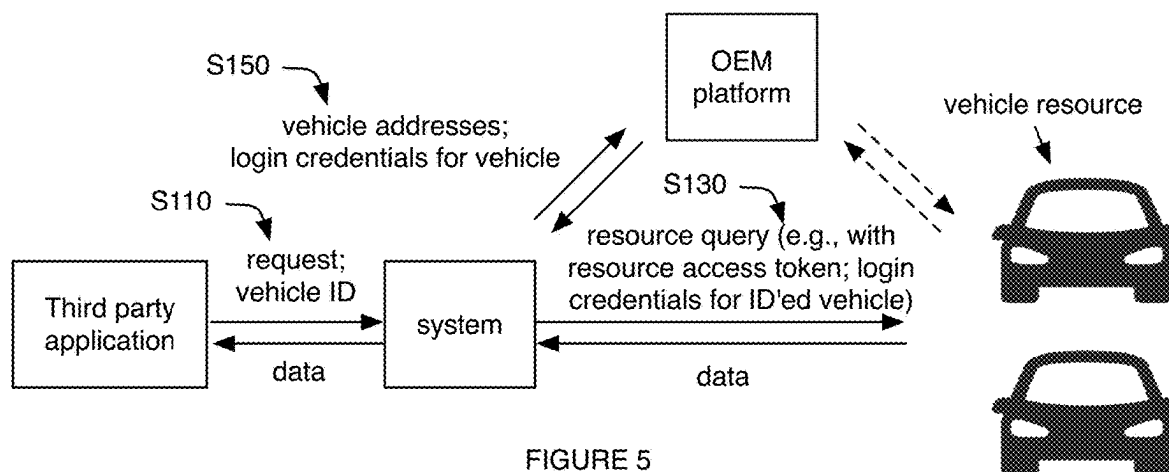 S150
OEM
platform
vehicle addresses;
login credentials for vehicle
vehicle resource
S110
S130
request;
vehicle ID
resource query (e.g., with
resource access token; login
credentials for ID'ed vehicle)
Third party
application
system
data
data
FIGURE 5